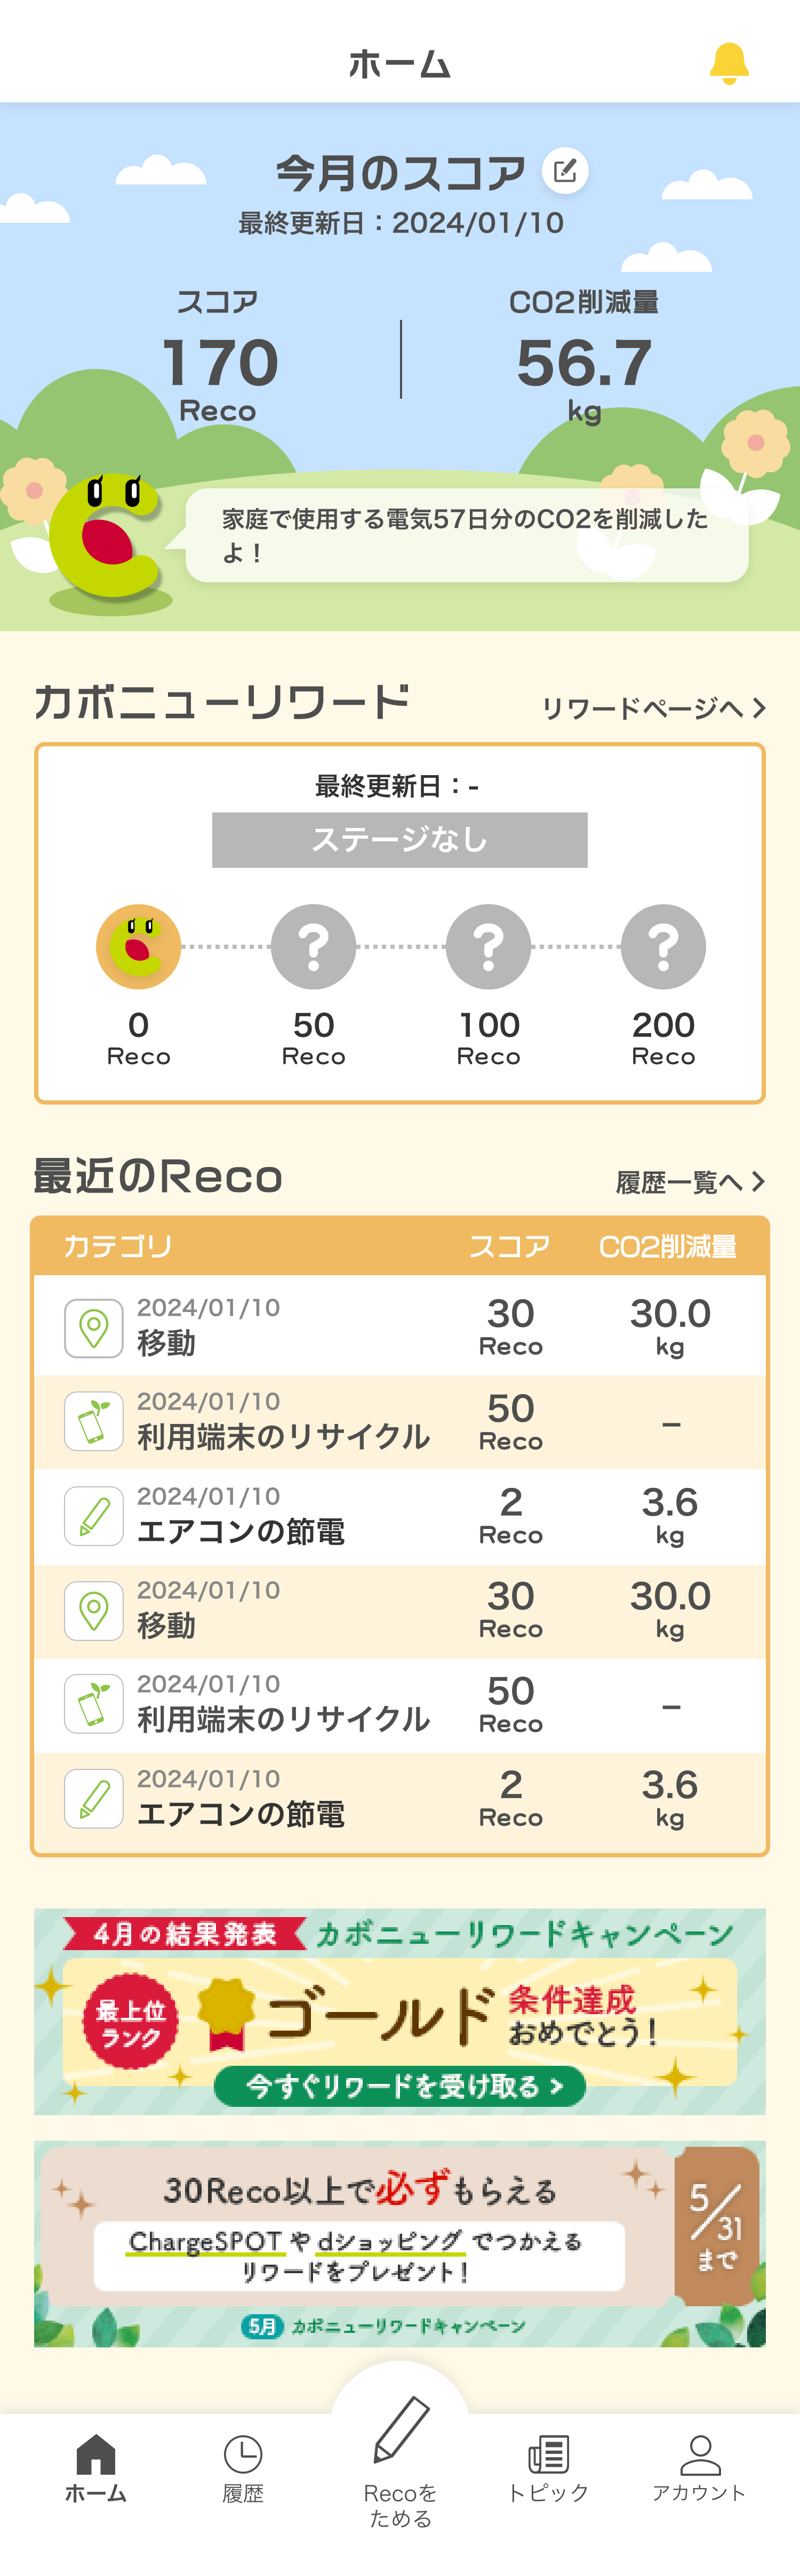 ホーム
今月のスコア
最終更新日：2024/01/10
スコア
170
Reco
CO2削減量
56.7
kg
家庭で使用する電気57日分のCO2を削減した
よ！
カボニューリワード
リワードページへ
最終更新日：-
ステージなし
? ? ?
0
Reco
50
Reco
100
Reco
200
Reco
最近のReco
履歴一覧へ
カテゴリ スコア CO2削減量
2024/01/10
移動
30
Reco
30.0
kg
2024/01/10
利用端末のリサイクル
50
Reco
–
2024/01/10
エアコンの節電
2
Reco
3.6
kg
2024/01/10
移動
30
Reco
30.0
kg
2024/01/10
利用端末のリサイクル
50
Reco
–
2024/01/10
エアコンの節電
2
Reco
3.6
kg
4月の結果発表 カボニューリワードキャンペーン
最上位
ランク
ゴールド
条件達成
おめでとう！
今すぐリワードを受け取る
30Reco以上で必ずもらえる
ChargeSPOT や dショッピング でつかえる
リワードをプレゼント！
5/31
まで
5月 カボニューリワードキャンペーン
ホーム
履歴
Recoを
ためる
トピック
アカウント